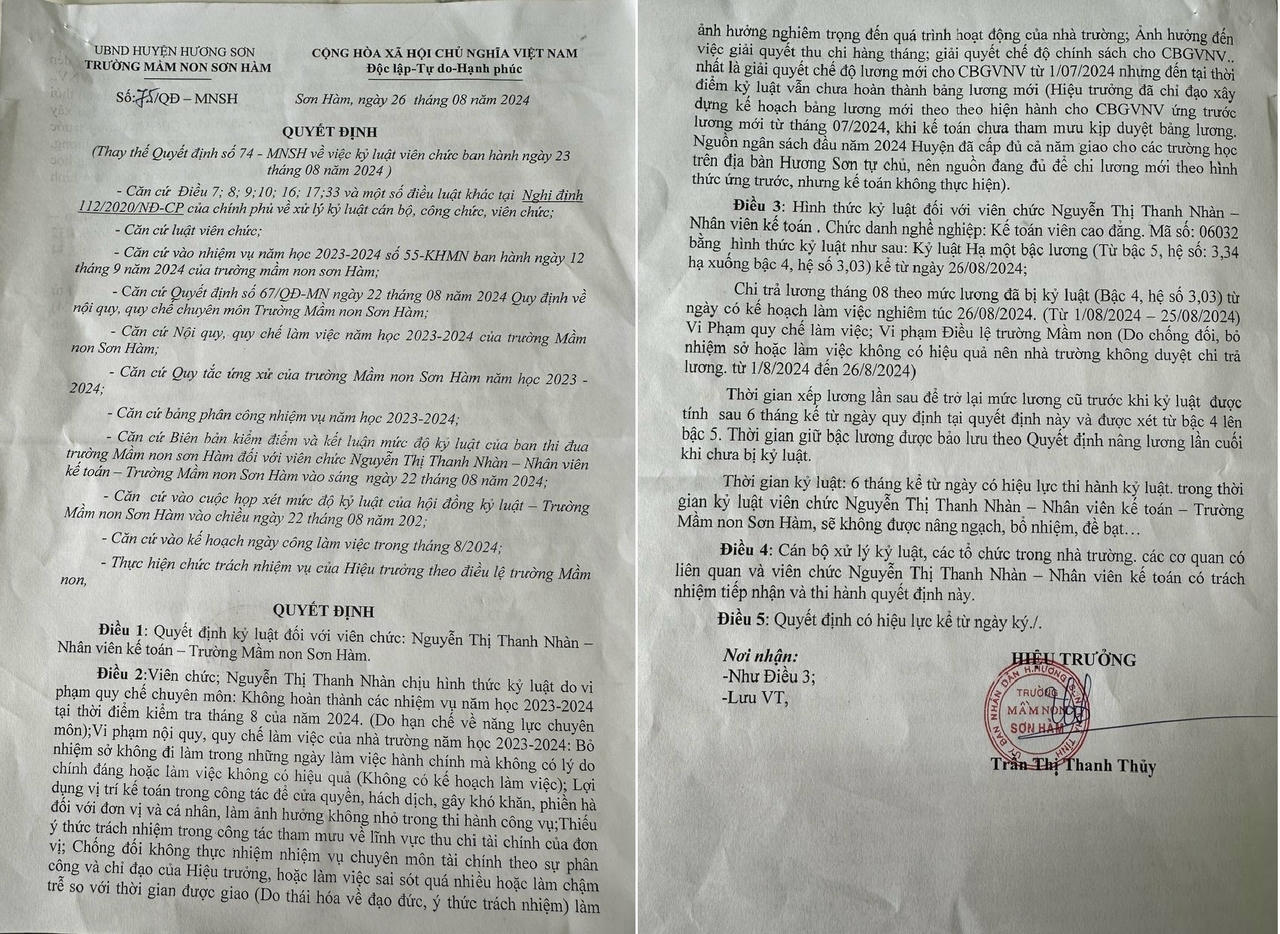 UBND HUYỆN HƯƠNG SƠN
TRƯỜNG MẦM NON SƠN HÀM
CỘNG HÒA XÃ HỘI CHỦ NGHĨA VIỆT NAM
Độc lập-Tự do-Hạnh phúc
Số:75/QĐ – MNSH
Sơn Hàm, ngày 26 tháng 08 năm 2024
QUYẾT ĐỊNH
(Thay thế Quyết định số 74 - MNSH về việc kỷ luật viên chức ban hành ngày 23
tháng 08 năm 2024 )
- Căn cứ Điều 7; 8; 9;10; 16; 17;33 và một số điều luật khác tại Nghị định
112/2020/NĐ-CP của chính phủ về xử lý kỷ luật cán bộ, công chức, viên chức;
- Căn cứ luật viên chức;
- Căn cứ vào nhiệm vụ năm học 2023-2024 số 55-KHMN ban hành ngày 12
tháng 9 năm 2024 của trường mầm non sơn Hàm;
- Căn cứ Quyết định số 67/QĐ-MN ngày 22 tháng 08 năm 2024 Quy định về
nội quy, quy chế chuyên môn Trường Mầm non Sơn Hàm;
- Căn cứ Nội quy, quy chế làm việc năm học 2023-2024 của trường Mầm
non Sơn Hàm;
- Căn cứ Quy tắc ứng xử của trường Mầm non Sơn Hàm năm học 2023 -
2024;
- Căn cứ bảng phân công nhiệm vụ năm học 2023-2024;
- Căn cứ Biên bản kiểm điểm và kết luận mức độ kỷ luật của ban thi đua
trường Mầm non sơn Hàm đối với viên chức Nguyễn Thị Thanh Nhàn – Nhân viên
kế toán – Trường Mầm non Sơn Hàm vào sáng ngày 22 tháng 08 năm 2024;
- Căn cứ vào cuộc họp xét mức độ kỷ luật của hội đồng kỷ luật – Trường
Mầm non Sơn Hàm vào chiều ngày 22 tháng 08 năm 202;
- Căn cứ vào kế hoạch ngày công làm việc trong tháng 8/2024;
- Thực hiện chức trách nhiệm vụ của Hiệu trưởng theo điều lệ trường Mầm
non,
QUYẾT ĐỊNH
Điều 1: Quyết định kỷ luật đối với viên chức: Nguyễn Thị Thanh Nhàn –
Nhân viên kế toán – Trường Mầm non Sơn Hàm.
Điều 2:Viên chức; Nguyễn Thị Thanh Nhàn chịu hình thức kỷ luật do vi
phạm quy chế chuyên môn: Không hoàn thành các nhiệm vụ năm học 2023-2024
tại thời điểm kiểm tra tháng 8 của năm 2024. (Do hạn chế về năng lực chuyên
môn);Vi phạm nội quy, quy chế làm việc của nhà trường năm học 2023-2024: Bỏ
nhiệm sở không đi làm trong những ngày làm việc hành chính mà không có lý do
chính đáng hoặc làm việc không có hiệu quả (Không có kế hoạch làm việc); Lợi
dụng vị trí kế toán trong công tác để cửa quyền, hách dịch, gây khó khăn, phiền hà
đối với đơn vị và cá nhân, làm ảnh hưởng không nhỏ trong thi hành công vụ;Thiếu
ý thức trách nhiệm trong công tác tham mưu về lĩnh vực thu chi tài chính của đơn
vị; Chống đối không thực nhiệm nhiệm vụ chuyên môn tài chính theo sự phân
công và chỉ đạo của Hiệu trưởng, hoặc làm việc sai sót quá nhiều hoặc làm chậm
trễ so với thời gian được giao (Do thái hóa về đạo đức, ý thức trách nhiệm) làm
ảnh hưởng nghiêm trọng đến quá trình hoạt động của nhà trường; Ảnh hưởng đến
việc giải quyết thu chi hàng tháng; giải quyết chế độ chính sách cho CBGVNV..
nhất là giải quyết chế độ lương mới cho CBGVNV từ 1/07/2024 nhưng đến tại thời
điểm kỷ luật vẫn chưa hoàn thành bảng lương mới (Hiệu trưởng đã chỉ đạo xây
dựng kế hoạch bảng lương mới theo theo hiện hành cho CBGVNV ứng trước
lương mới từ tháng 07/2024, khi kế toán chưa tham mưu kịp duyệt bảng lương.
Nguồn ngân sách đầu năm 2024 Huyện đã cấp đủ cả năm giao cho các trường học
trên địa bàn Hương Sơn tự chủ, nên nguồn đang đủ để chi lương mới theo hình
thức ứng trước, nhưng kế toán không thực hiện).
Điều 3: Hình thức kỷ luật đối với viên chức Nguyễn Thị Thanh Nhàn –
Nhân viên kế toán . Chức danh nghề nghiệp: Kế toán viên cao đẳng. Mã số: 06032
bằng hình thức kỷ luật như sau: Kỷ luật Hạ một bậc lương (Từ bậc 5, hệ số: 3,34
hạ xuống bậc 4, hệ số 3,03) kể từ ngày 26/08/2024;
Chi trả lương tháng 08 theo mức lương đã bị kỷ luật (Bậc 4, hệ số 3,03) từ
ngày có kế hoạch làm việc nghiêm túc 26/08/2024. (Từ 1/08/2024 – 25/08/2024)
Vi Phạm quy chế làm việc; Vi phạm Điều lệ trường Mầm non (Do chống đối, bỏ
nhiệm sở hoặc làm việc không có hiệu quả nên nhà trường không duyệt chi trả
lương. từ 1/8/2024 đến 26/8/2024)
Thời gian xếp lương lần sau để trở lại mức lương cũ trước khi kỷ luật được
tính sau 6 tháng kể từ ngày quy định tại quyết định này và được xét từ bậc 4 lên
bậc 5. Thời gian giữ bậc lương được bảo lưu theo Quyết định nâng lương lần cuối
khi chưa bị kỷ luật.
Thời gian kỷ luật: 6 tháng kể từ ngày có hiệu lực thi hành kỷ luật. trong thời
gian kỷ luật viên chức Nguyễn Thị Thanh Nhàn – Nhân viên kế toán – Trường
Mầm non Sơn Hàm, sẽ không được nâng ngạch, bổ nhiệm, đề bạt…
Điều 4: Cán bộ xử lý kỷ luật, các tổ chức trong nhà trường. các cơ quan có
liên quan và viên chức Nguyễn Thị Thanh Nhàn – Nhân viên kế toán có trách
nhiệm tiếp nhận và thi hành quyết định này.
Điều 5: Quyết định có hiệu lực kể từ ngày ký./.
Nơi nhận:
-Như Điều 3;
-Lưu VT,
HIỆU TRƯỞNG
TRƯỜNG
MẦM NON
SƠN HÀM
Trần Thị Thanh Thủy